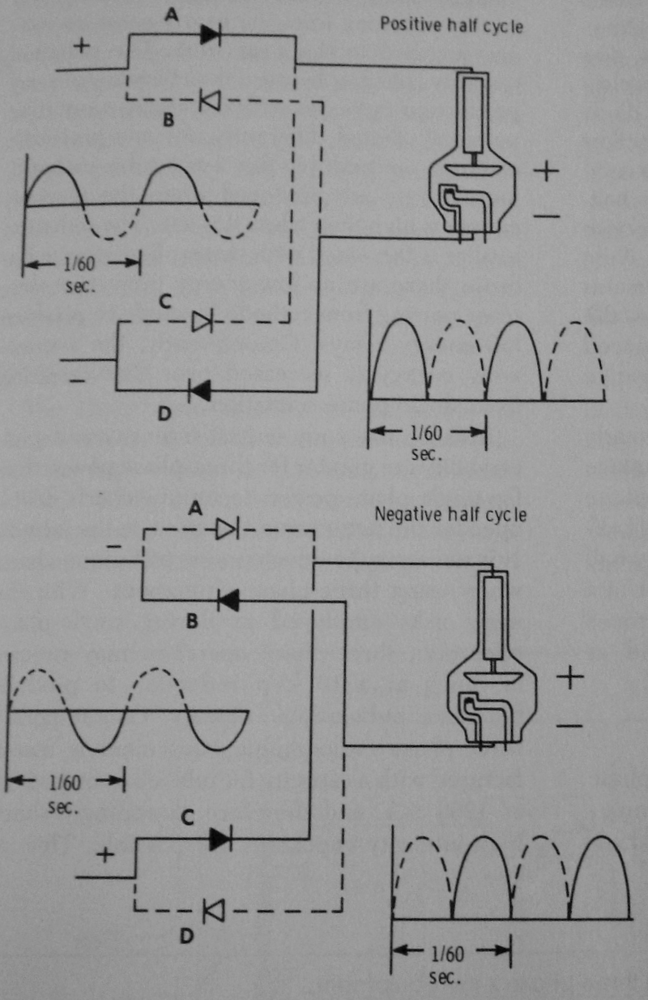 A
Positive half cycle
+
B
+
−
1/60
sec.
C
−
D
1/60
sec.
Negative half cycle
A
−
B
+
−
1/60
sec.
C
+
D
1/60
sec.